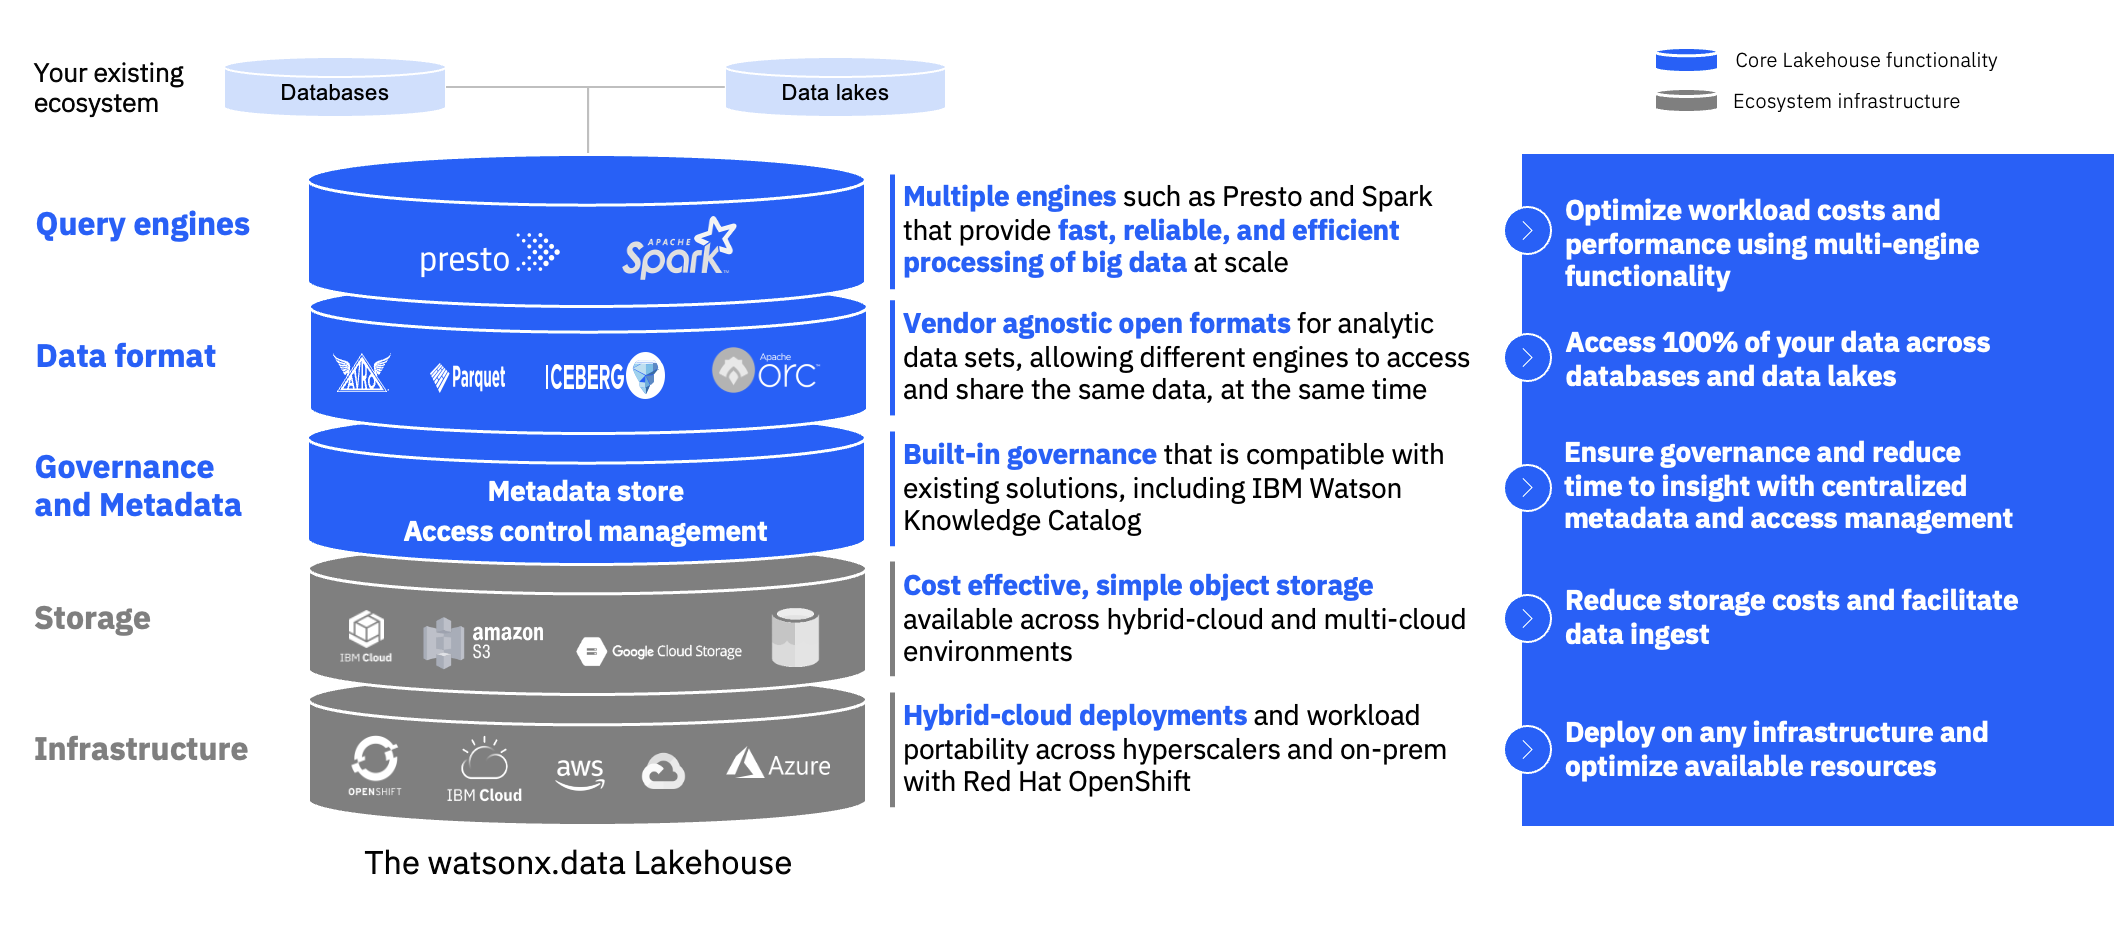 Your existing
ecosystem
Databases
Data lakes
Core Lakehouse functionality
Ecosystem infrastructure
Query engines
presto
APACHE
Spark™
Multiple engines such as Presto and Spark
that provide fast, reliable, and efficient
processing of big data at scale
Optimize workload costs and
performance using multi-engine
functionality
Data format
AVRO
Parquet
ICEBERG
Apache
orc
Vendor agnostic open formats for analytic
data sets, allowing different engines to access
and share the same data, at the same time
Access 100% of your data across
databases and data lakes
Governance
and Metadata
Metadata store
Access control management
Built-in governance that is compatible with
existing solutions, including IBM Watson
Knowledge Catalog
Ensure governance and reduce
time to insight with centralized
metadata and access management
Storage
IBM Cloud
amazon
S3
Google Cloud Storage
Cost effective, simple object storage
available across hybrid-cloud and multi-cloud
environments
Reduce storage costs and facilitate
data ingest
Infrastructure
OPENSHIFT
IBM Cloud
aws
Azure
Hybrid-cloud deployments and workload
portability across hyperscalers and on-prem
with Red Hat OpenShift
Deploy on any infrastructure and
optimize available resources
The watsonx.data Lakehouse